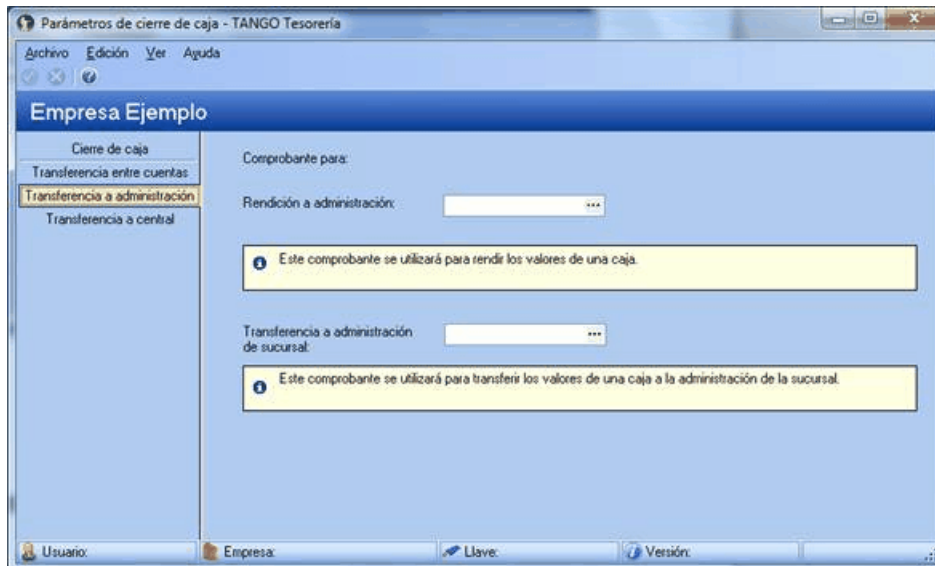 Parámetros de cierre de caja - TANGO Tesorería
Archivo Edición Ver Ayuda
Empresa Ejemplo
Cierre de caja
Transferencia entre cuentas
Transferencia a administración
Transferencia a central
Comprobante para:
Rendición a administración:
Este comprobante se utilizará para rendir los valores de una caja.
Transferencia a administración
de sucursal:
Este comprobante se utilizará para transferir los valores de una caja a la administración de la sucursal.
Usuario: Empresa: Llave: Versión: